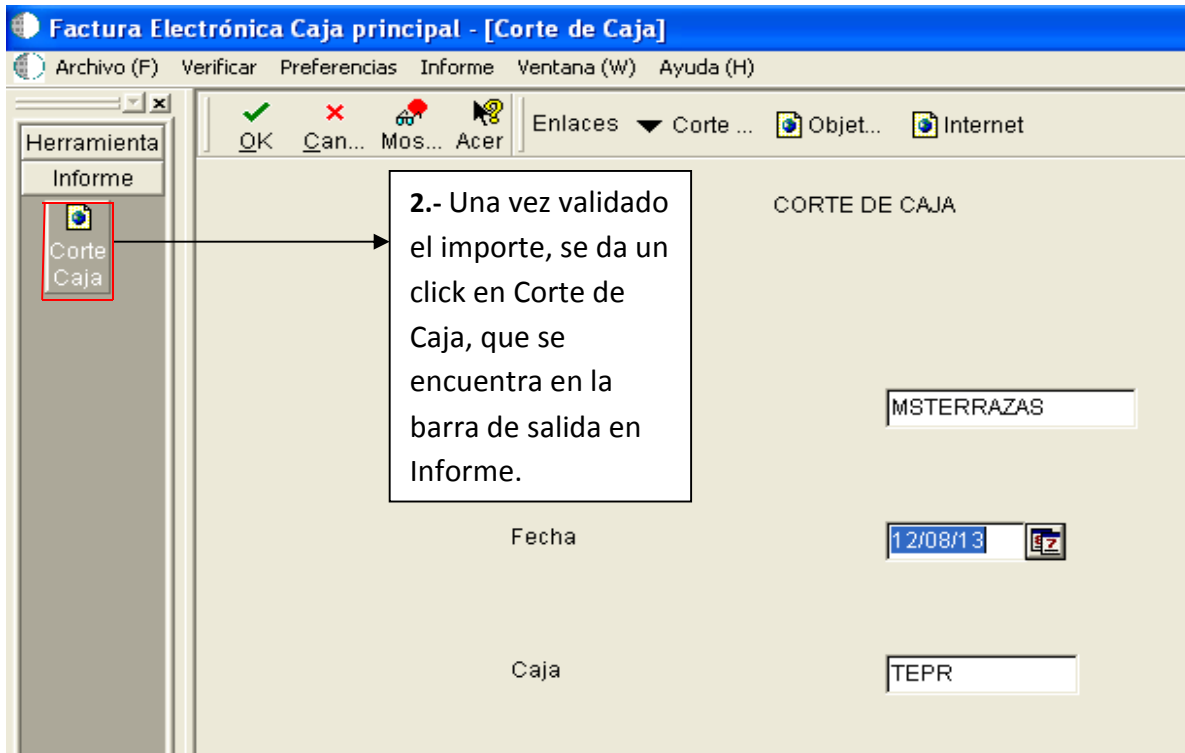 Factura Electrónica Caja principal - [Corte de Caja]
Archivo (F) Verificar Preferencias Informe Ventana (W) Ayuda (H)
OK Can... Mos... Acer Enlaces Corte ... Objet... Internet
Herramienta
Informe
Corte
Caja
2.- Una vez validado
el importe, se da un
click en Corte de
Caja, que se
encuentra en la
barra de salida en
Informe.
CORTE DE CAJA
MSTERRAZAS
Fecha 12/08/13
Caja TEPR